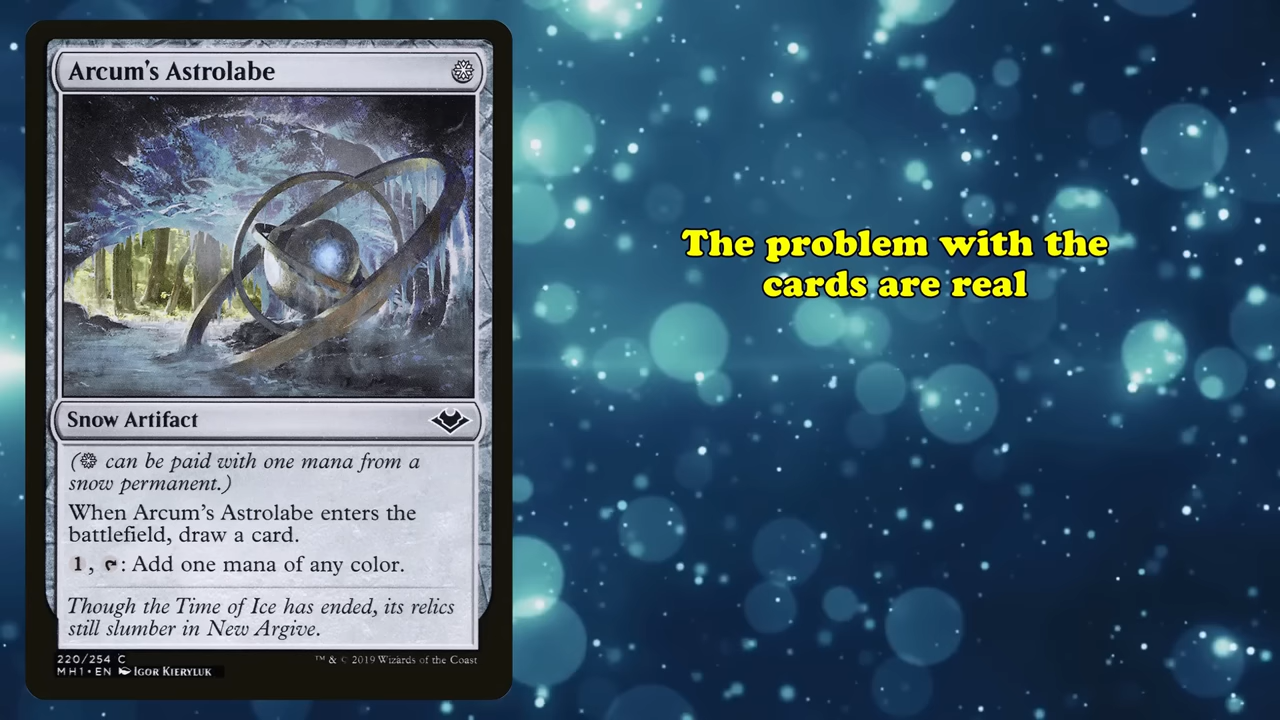 Arcum's Astrolabe
Snow Artifact
( can be paid with one mana from a
snow permanent.)
When Arcum's Astrolabe enters the
battlefield, draw a card.
1, : Add one mana of any color.
Though the Time of Ice has ended, its relics
still slumber in New Argive.
220/254 C
MH1 • EN Igor Kieryluk
™ & © 2019 Wizards of the Coast
The problem with the
cards are real